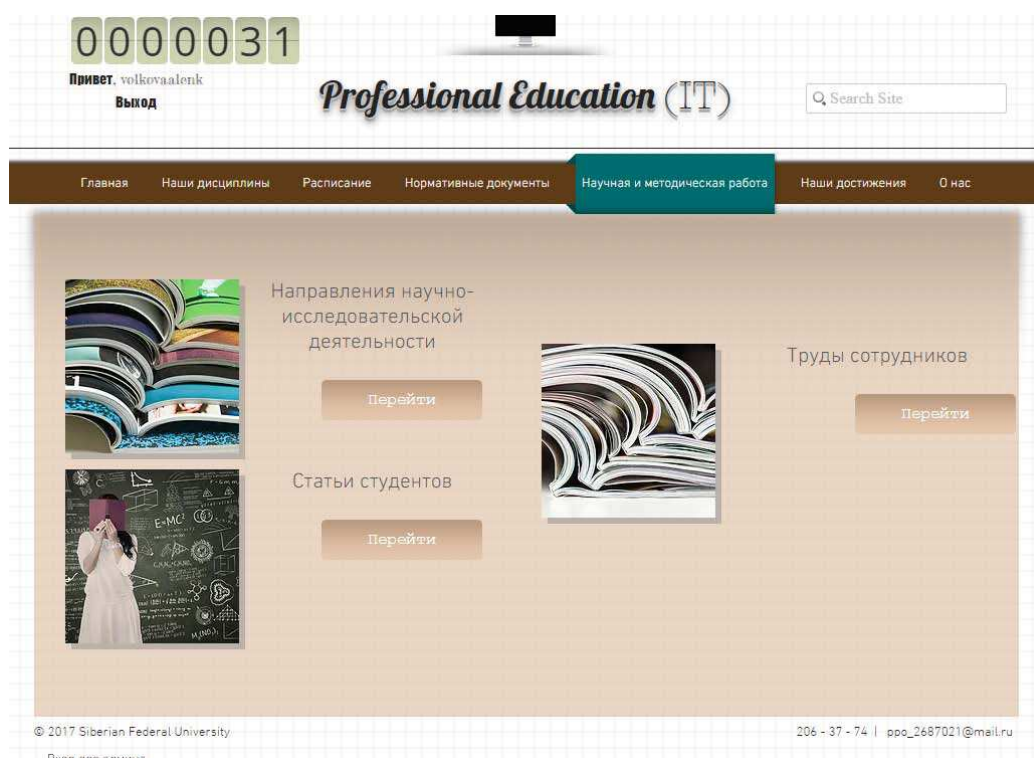 0000031
Привет, volkovaalenk
Выход
Professional Education (IT)
Search Site
Главная Наши дисциплины Расписание Нормативные документы Научная и методическая работа Наши достижения О нас
Направления научно-
исследовательской
деятельности
Перейти
Труды сотрудников
Перейти
Статьи студентов
Перейти
E=MC²
© 2017 Siberian Federal University
206 - 37 - 74 | ppo_2687021@mail.ru